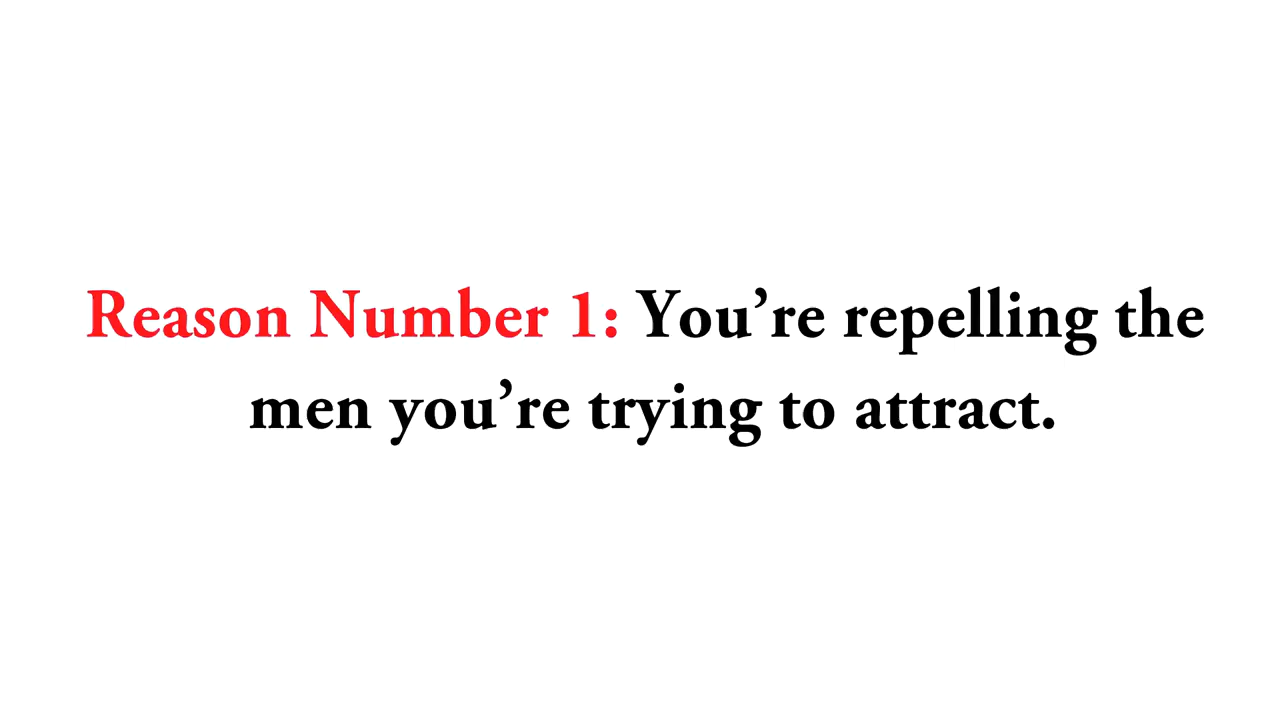 Reason Number 1: You’re repelling the
men you’re trying to attract.